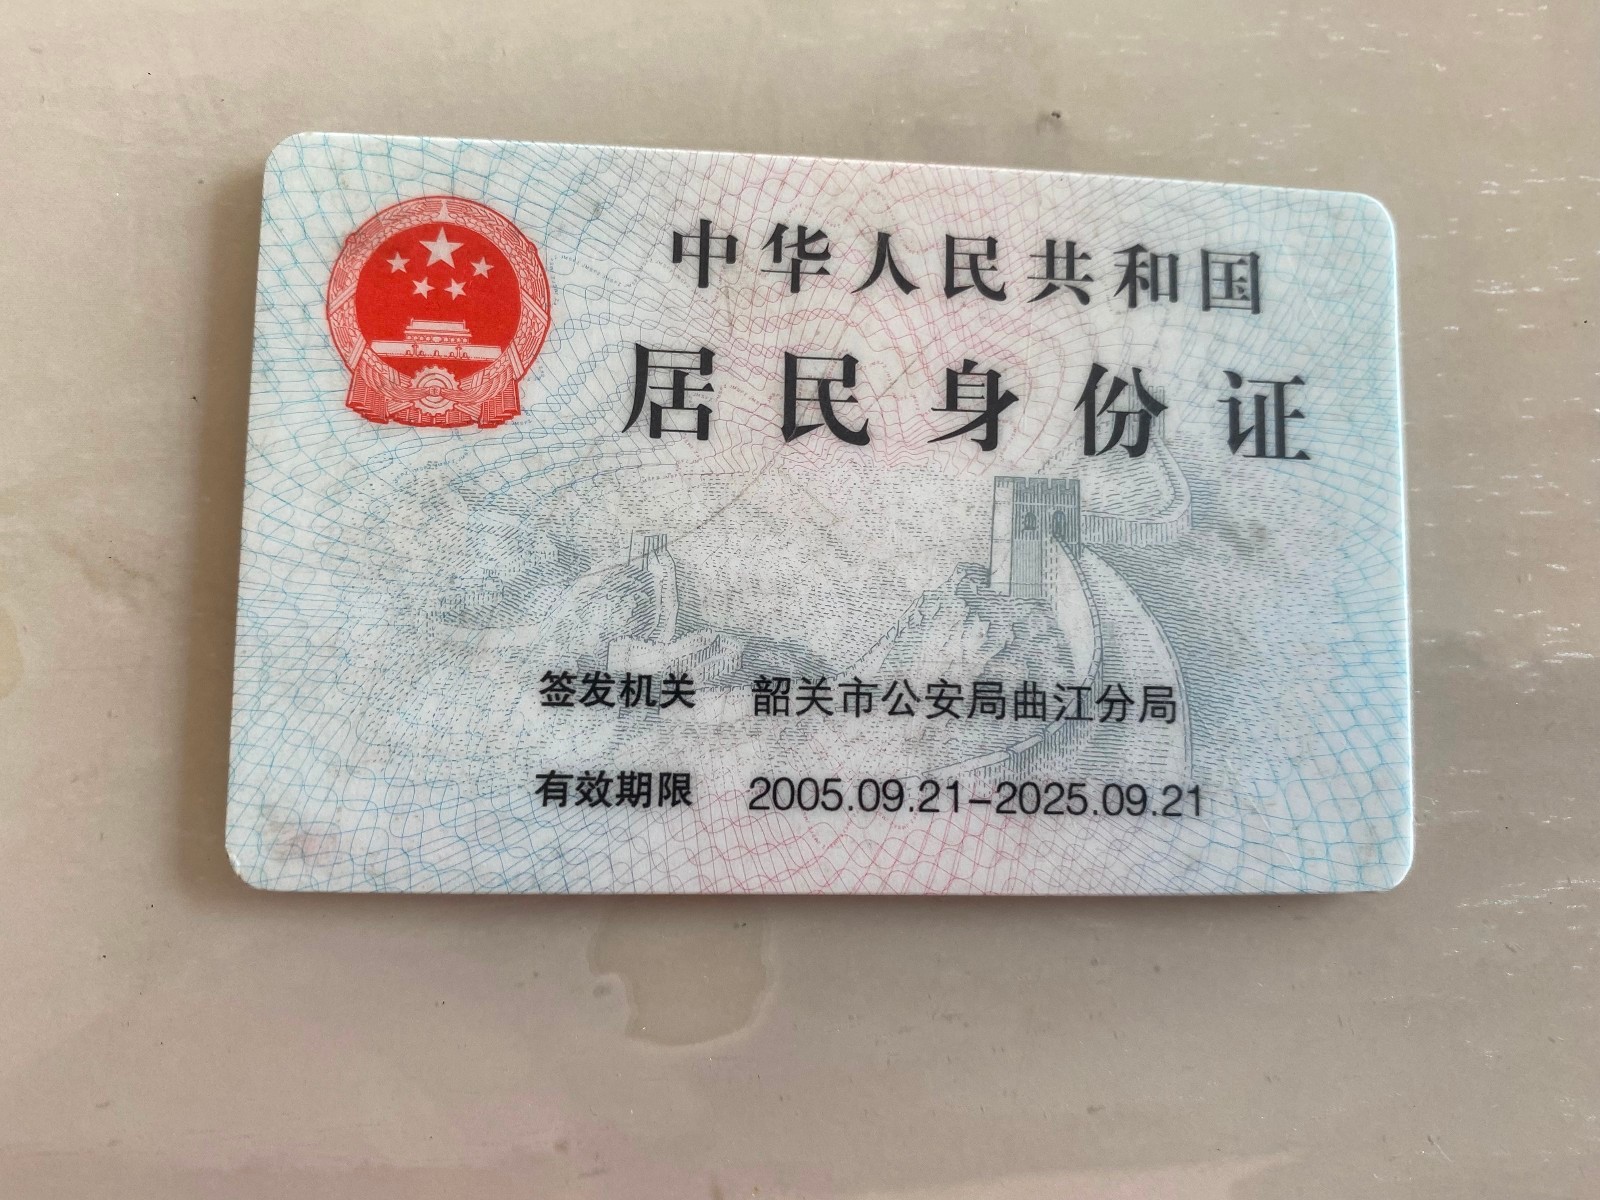 中华人民共和国
居民身份证
签发机关 韶关市公安局曲江分局
有效期限 2005.09.21-2025.09.21